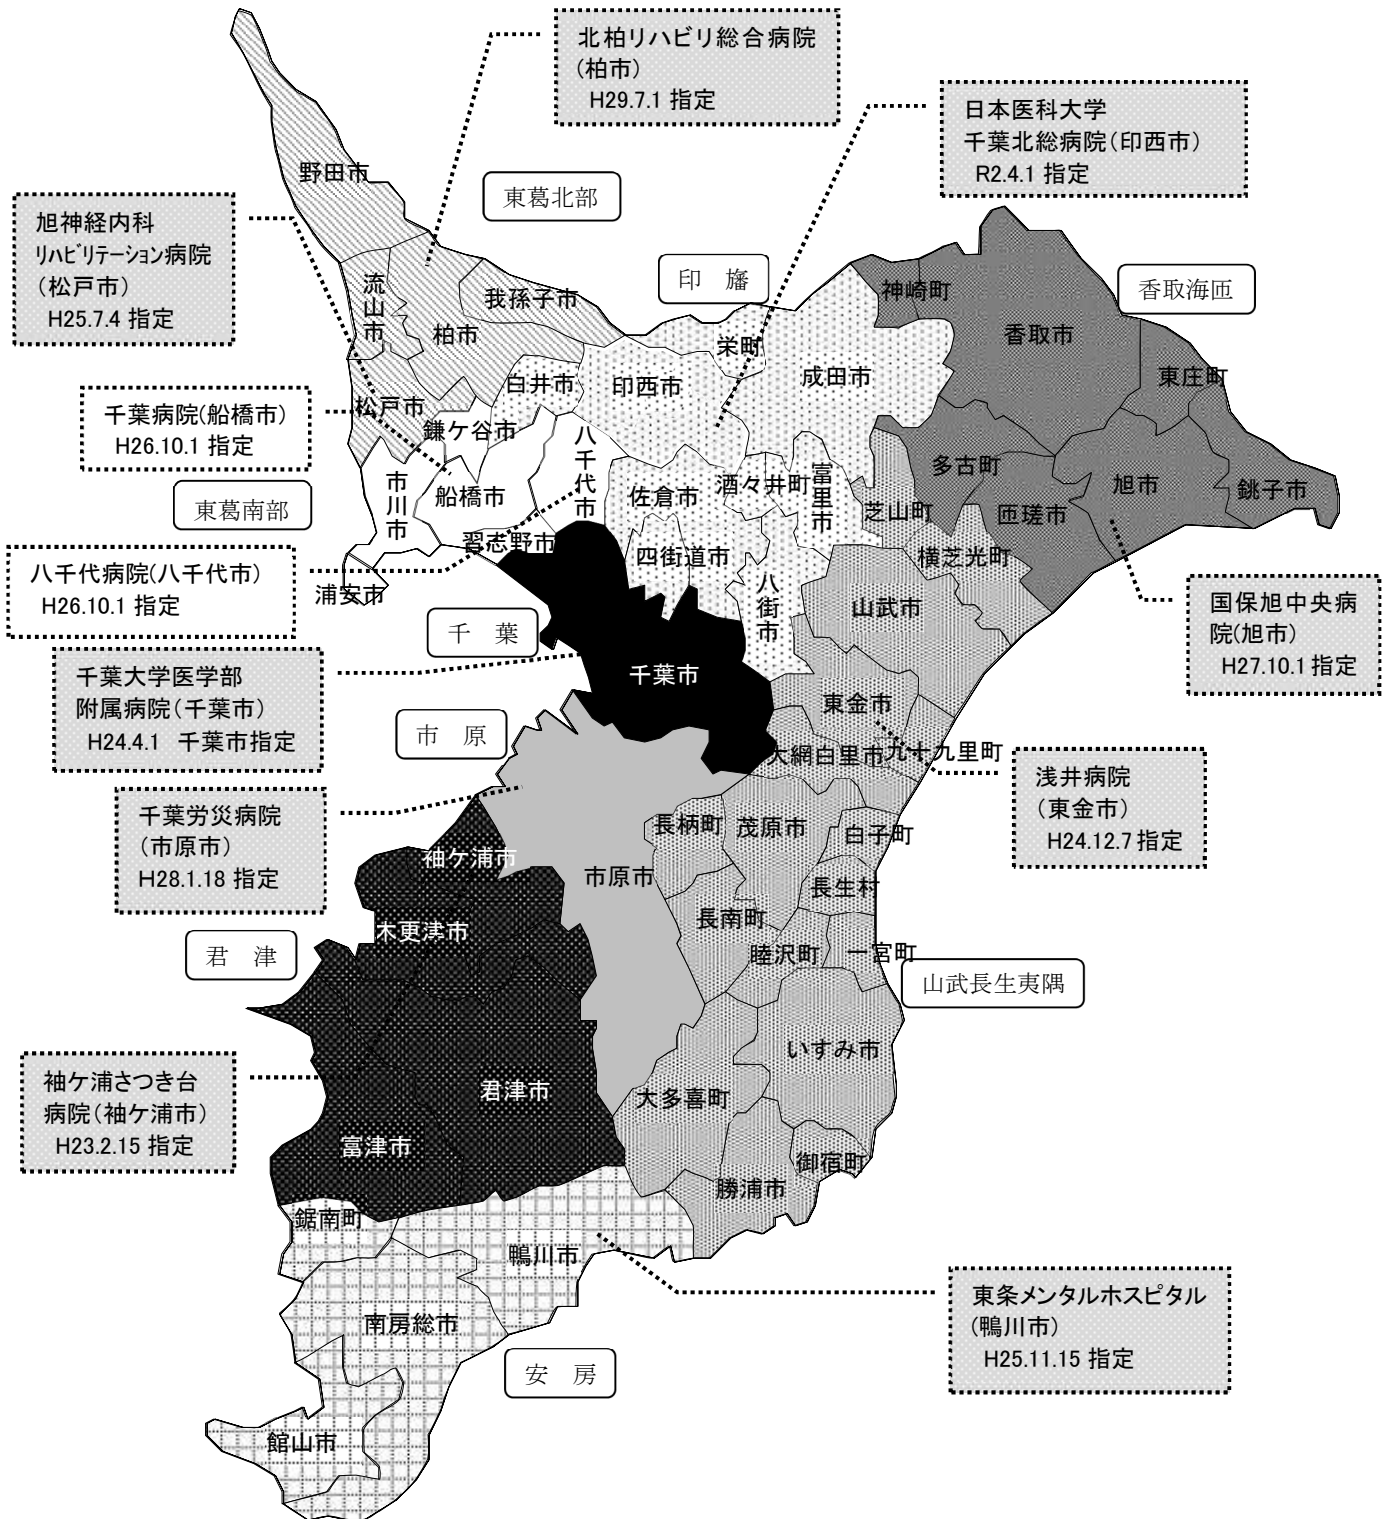 北柏リハビリ総合病院
(柏市)
H29.7.1 指定
日本医科大学
千葉北総病院(印西市)
R2.4.1 指定
野田市
東葛北部
旭神経内科
リハビリテーション病院
(松戸市)
H25.7.4 指定
印 旛
香取海匝
流山市
柏市
我孫子市
栄町
神崎町
香取市
成田市
東庄町
白井市
印西市
松戸市
鎌ケ谷市
千葉病院(船橋市)
H26.10.1 指定
東葛南部
市川市
船橋市
八千代市
佐倉市
酒々井町
富里市
芝山町
多古町
匝瑳市
旭市
銚子市
習志野市
四街道市
八街市
横芝光町
山武市
八千代病院(八千代市)
H26.10.1 指定
浦安市
国保旭中央病
院(旭市)
H27.10.1 指定
千 葉
千葉市
千葉大学医学部
附属病院(千葉市)
H24.4.1 千葉市指定
東金市
市 原
大網白里市
九十九里町
浅井病院
(東金市)
H24.12.7 指定
千葉労災病院
(市原市)
H28.1.18 指定
長柄町
茂原市
白子町
袖ケ浦市
市原市
長生村
木更津市
長南町
睦沢町
一宮町
君 津
山武長生夷隅
いすみ市
袖ケ浦さつき台
病院(袖ケ浦市)
H23.2.15 指定
君津市
大多喜町
富津市
御宿町
勝浦市
鋸南町
鴨川市
東条メンタルホスピタル
(鴨川市)
H25.11.15 指定
南房総市
安 房
館山市